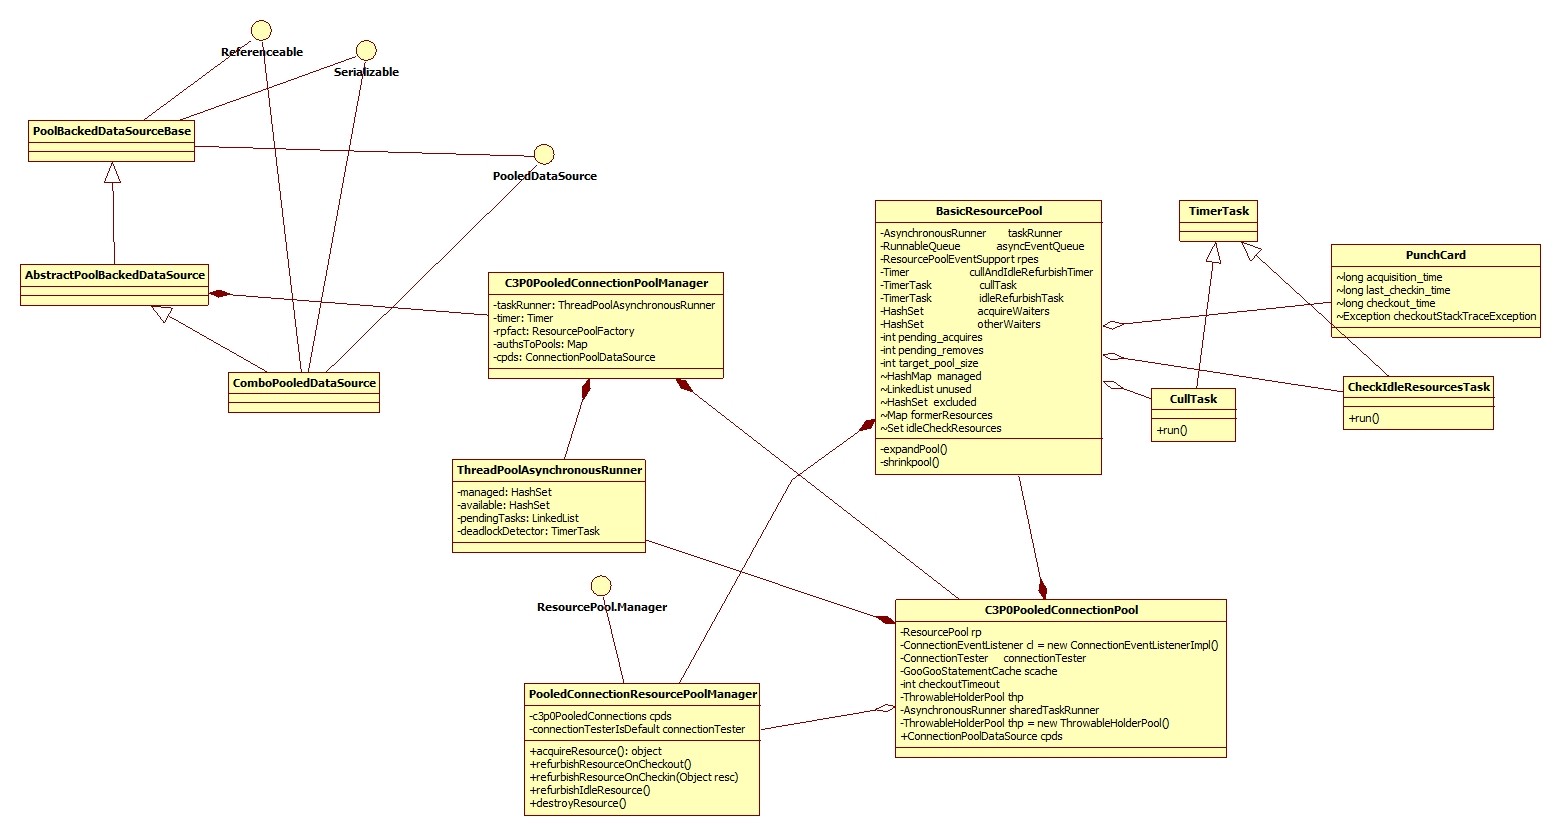 Referenceable
Serializable
PoolBackedDataSourceBase
PooledDataSource
AbstractPoolBackedDataSource
ComboPooledDataSource
C3P0PooledConnectionPoolManager
-taskRunner: ThreadPoolAsynchronousRunner
-timer: Timer
-rpfact: ResourcePoolFactory
-authsToPools: Map
-cpds: ConnectionPoolDataSource
BasicResourcePool
-AsynchronousRunner taskRunner
-RunnableQueue asyncEventQueue
-ResourcePoolEventSupport rpes
-Timer cullAndIdleRefurbishTimer
-TimerTask cullTask
-TimerTask idleRefurbishTask
-HashSet acquireWaiters
-HashSet otherWaiters
-int pending_acquires
-int pending_removes
-int target_pool_size
~HashMap managed
~LinkedList unused
~HashSet excluded
~Map formerResources
~Set idleCheckResources
-expandPool()
-shrinkpool()
TimerTask
PunchCard
~long acquisition_time
~long last_checkin_time
~long checkout_time
~Exception checkoutStackTraceException
CullTask
+run()
CheckIdleResourcesTask
+run()
ThreadPoolAsynchronousRunner
-managed: HashSet
-available: HashSet
-pendingTasks: LinkedList
-deadlockDetector: TimerTask
ResourcePool.Manager
PooledConnectionResourcePoolManager
-c3p0PooledConnections cpds
-connectionTesterIsDefault connectionTester
+acquireResource(): object
+refurbishResourceOnCheckout()
+refurbishResourceOnCheckin(Object resc)
+refurbishIdleResource()
+destroyResource()
C3P0PooledConnectionPool
-ResourcePool rp
-ConnectionEventListener cl = new ConnectionEventListenerImpl()
-ConnectionTester connectionTester
-GooGooStatementCache scache
-int checkoutTimeout
-ThrowableHolderPool thp
-AsynchronousRunner sharedTaskRunner
-ThrowableHolderPool thp = new ThrowableHolderPool()
+ConnectionPoolDataSource cpds